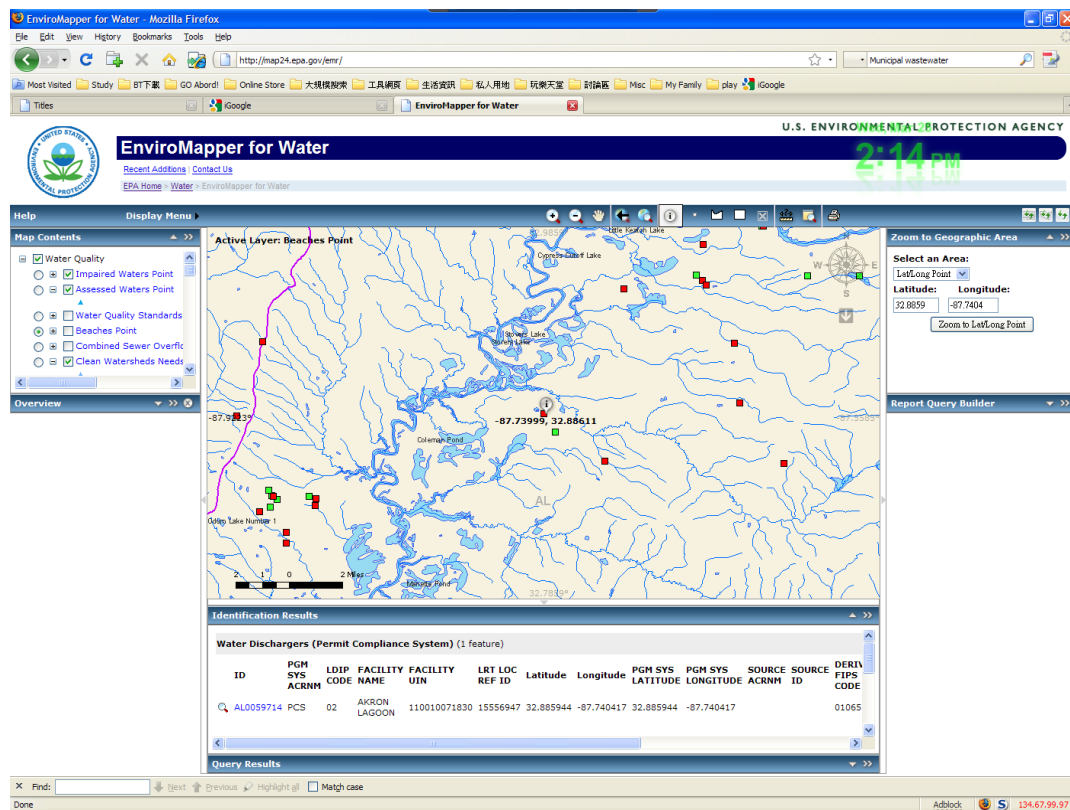 EnviroMapper for Water - Mozilla Firefox
File Edit View History Bookmarks Tools Help
http://map24.epa.gov/emr/
Municipal wastewater
Most Visited Study BT下載 GO Abord! Online Store 大規模搜索 工具網頁 生活資訊 私人用地 玩樂天堂 討論區 Misc My Family play iGoogle
Titles iGoogle EnviroMapper for Water
U.S. ENVIRONMENTAL PROTECTION AGENCY
UNITED STATES
ENVIRONMENTAL PROTECTION
EnviroMapper for Water
2:14 PM
Recent Additions | Contact Us
EPA Home > Water > EnviroMapper for Water
Help Display Menu
Map Contents
Water Quality
Impaired Waters Point
Assessed Waters Point
Water Quality Standards
Beaches Point
Combined Sewer Overflo
Clean Watersheds Needs
Overview
Active Layer: Beaches Point
Little Keatah Lake
Cypress Cutoff Lake
N
W E
S
Stovers Lake
-87.73999, 32.88611
Coleman Pond
AL
Odom Lake Number 1
2 1 0 2 Miles
32.7859°
Zoom to Geographic Area
Select an Area:
Lat/Long Point
Latitude: Longitude:
32.8859 -87.7404
Zoom to Lat/Long Point
Report Query Builder
Identification Results
Water Dischargers (Permit Compliance System) (1 feature)
ID PGM SYS ACRNM LDIP CODE FACILITY NAME FACILITY UIN LRT LOC REF ID Latitude Longitude PGM SYS LATITUDE PGM SYS LONGITUDE SOURCE ACRNM SOURCE ID DERIV FIPS CODE
AL0059714 PCS 02 AKRON LAGOON 110010071830 15556947 32.885944 -87.740417 32.885944 -87.740417 01065
Query Results
Find: Next Previous Highlight all Match case
Done Adblock 134.67.99.97